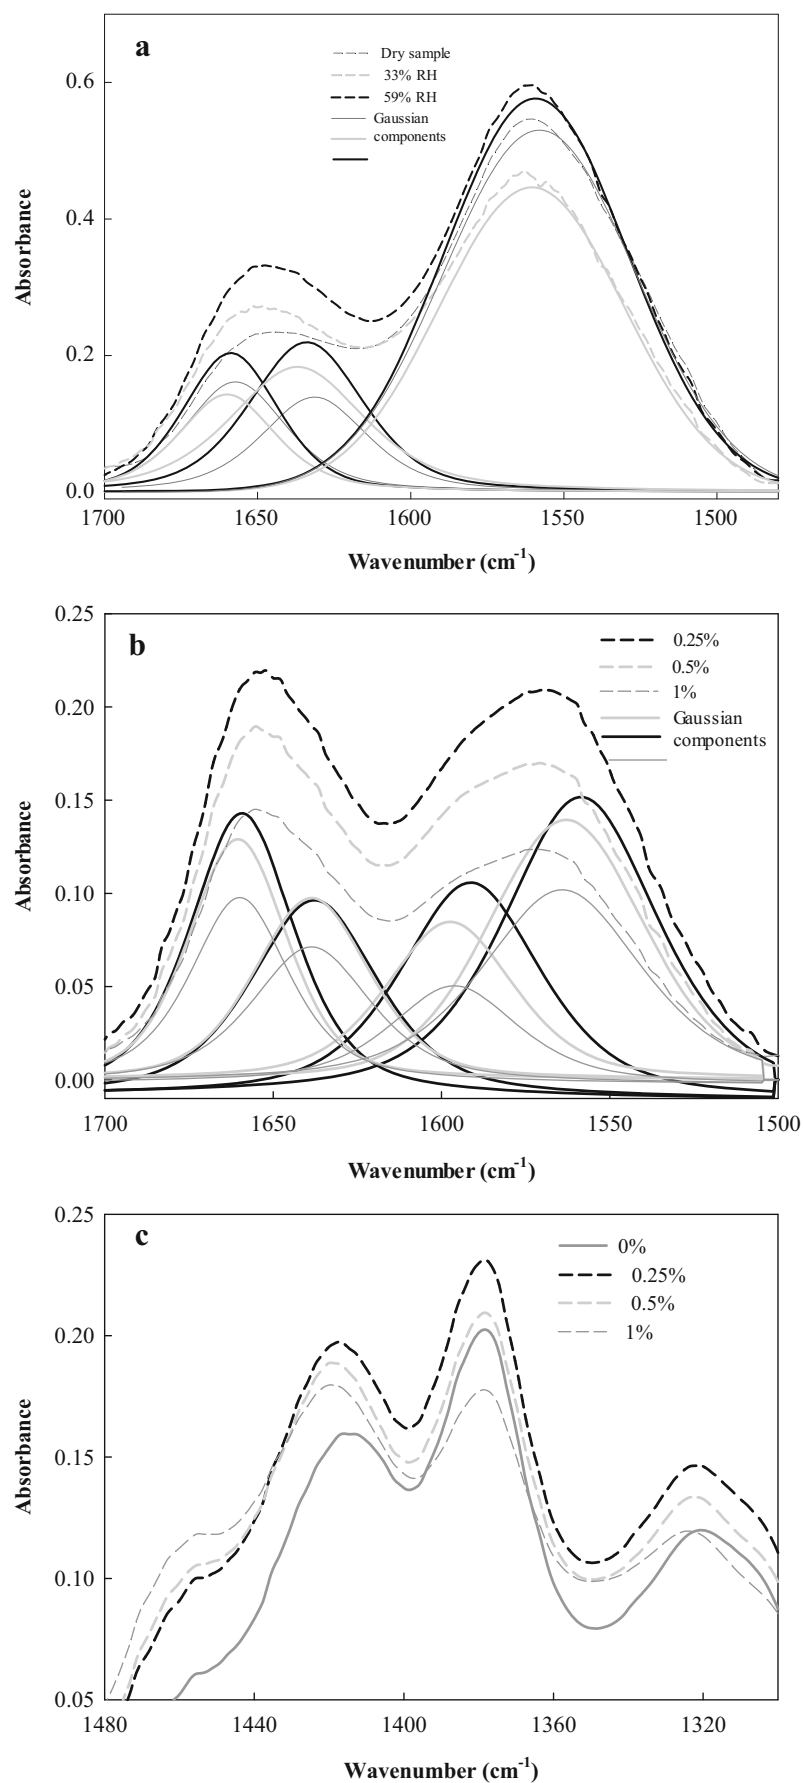 a
Dry sample
33% RH
59% RH
Gaussian
components
0.6
0.4
0.2
0.0
Absorbance
1700 1650 1600 1550 1500
Wavenumber (cm-1)
b
0.25%
0.5%
1%
Gaussian
components
0.25
0.20
0.15
0.10
0.05
0.00
Absorbance
1700 1650 1600 1550 1500
Wavenumber (cm-1)
c
0%
0.25%
0.5%
1%
0.25
0.20
0.15
0.10
0.05
Absorbance
1480 1440 1400 1360 1320
Wavenumber (cm-1)